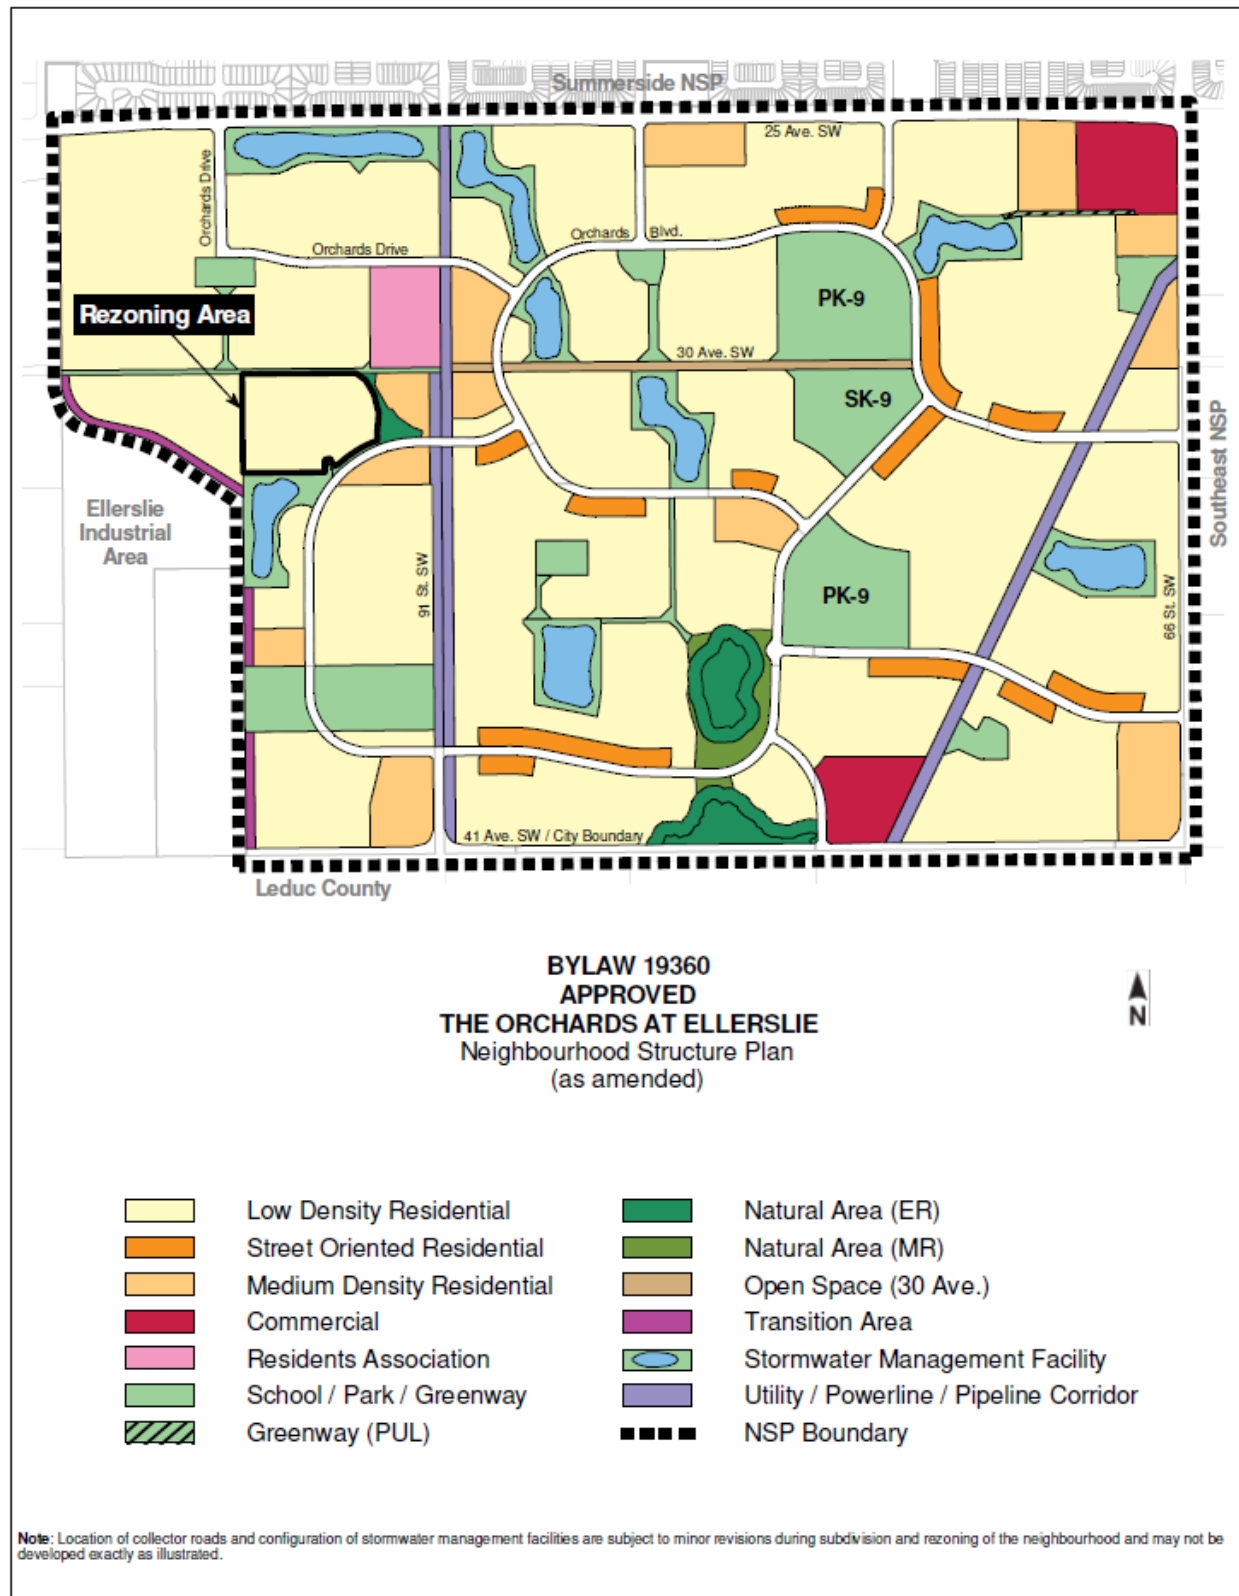 Summerside NSP
25 Ave. SW
Orchards Drive
Orchards Blvd.
Orchards Drive
PK-9
Rezoning Area
30 Ave. SW
SK-9
Southeast NSP
Ellerslie
Industrial
Area
91 St. SW
PK-9
66 St. SW
41 Ave. SW / City Boundary
Leduc County
BYLAW 19360
APPROVED
THE ORCHARDS AT ELLERSLIE
Neighbourhood Structure Plan
(as amended)
N
Low Density Residential
Street Oriented Residential
Medium Density Residential
Commercial
Residents Association
School / Park / Greenway
Greenway (PUL)
Natural Area (ER)
Natural Area (MR)
Open Space (30 Ave.)
Transition Area
Stormwater Management Facility
Utility / Powerline / Pipeline Corridor
NSP Boundary
Note: Location of collector roads and configuration of stormwater management facilities are subject to minor revisions during subdivision and rezoning of the neighbourhood and may not be
developed exactly as illustrated.